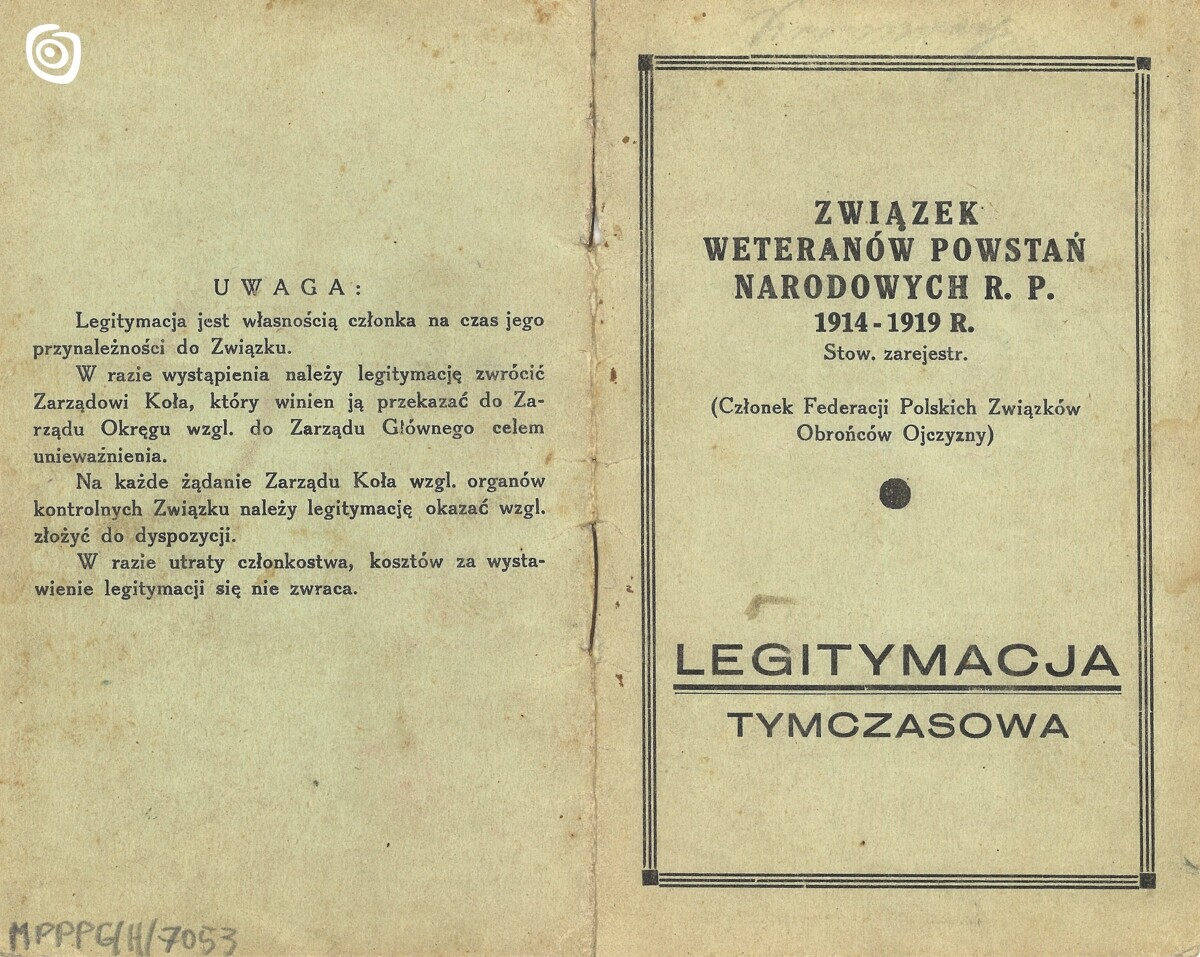 UWAGA:
Legitymacja jest własnością członka na czas jego
przynależności do Związku.
W razie wystąpienia należy legitymację zwrócić
Zarządowi Koła, który winien ją przekazać do Za-
rządu Okręgu wzgl. do Zarządu Głównego celem
unieważnienia.
Na każde żądanie Zarządu Koła wzgl. organów
kontrolnych Związku należy legitymację okazać wzgl.
złożyć do dyspozycji.
W razie utraty członkostwa, kosztów za wysta-
wienie legitymacji się nie zwraca.
MPPPG/H/7053
ZWIĄZEK
WETERANÓW POWSTAŃ
NARODOWYCH R. P.
1914-1919 R.
Stow. zarejestr.
(Członek Federacji Polskich Związków
Obrońców Ojczyzny)
LEGITYMACJA
TYMCZASOWA